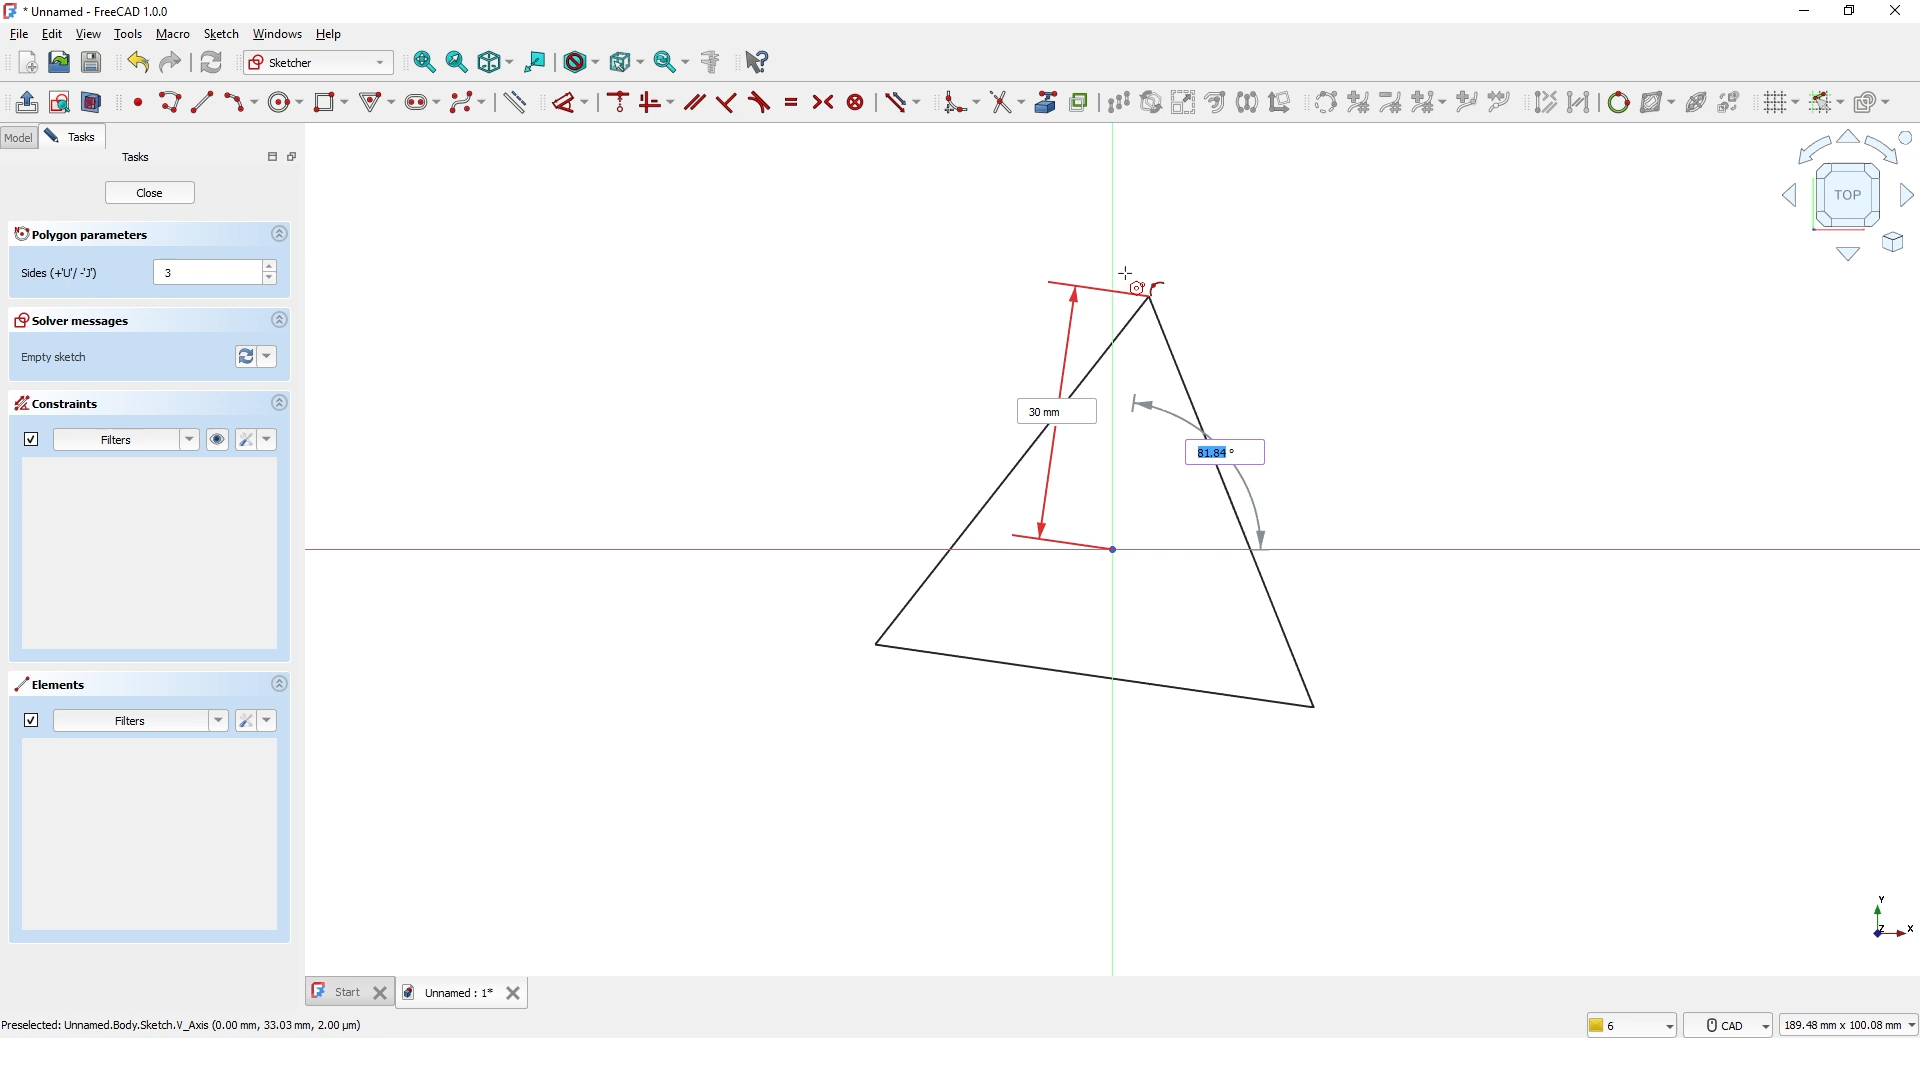 * Unnamed - FreeCAD 1.0.0
File Edit View Tools Macro Sketch Windows Help
Sketcher
Model Tasks
Tasks
TOP
Close
Polygon parameters
Sides (+'U'/ -'J') 3
Solver messages
Empty sketch
Constraints
30 mm
Filters
81.84 °
Elements
Filters
Y
Z X
Start Unnamed : 1*
Preselected: Unnamed.Body.Sketch.V_Axis (0.00 mm, 33.03 mm, 2.00 µm)
6 CAD 189.48 mm x 100.08 mm